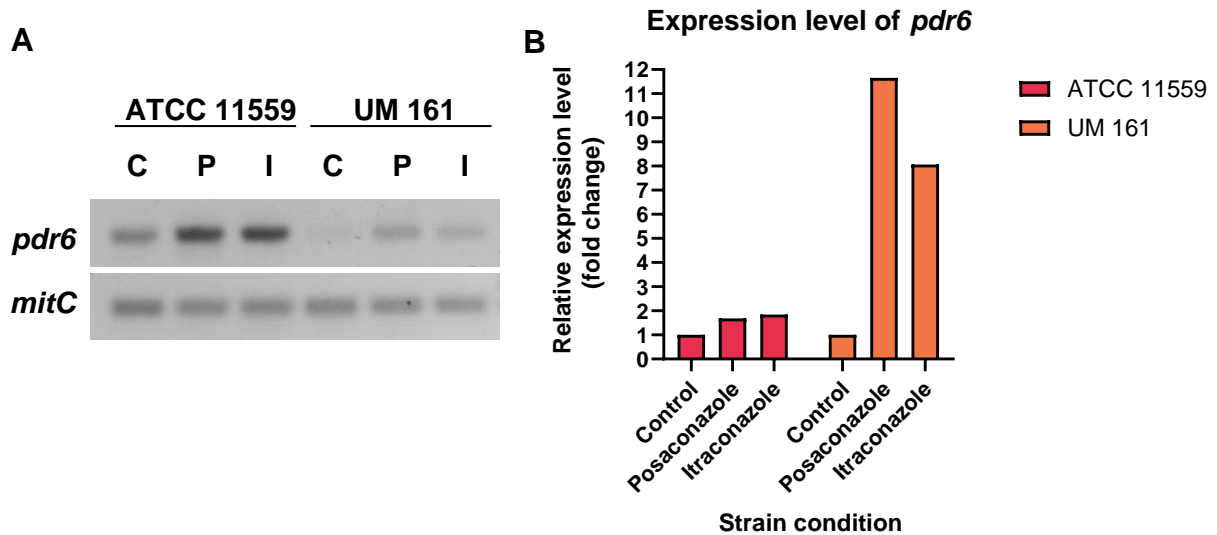 A
ATCC 11559 UM 161
C P I C P I
pdr6
mitC
B
Expression level of pdr6
Relative expression level
(fold change)
12
11
10
9
8
7
6
5
4
3
2
1
0
Control
Posaconazole
Itraconazole
Control
Posaconazole
Itraconazole
Strain condition
ATCC 11559
UM 161